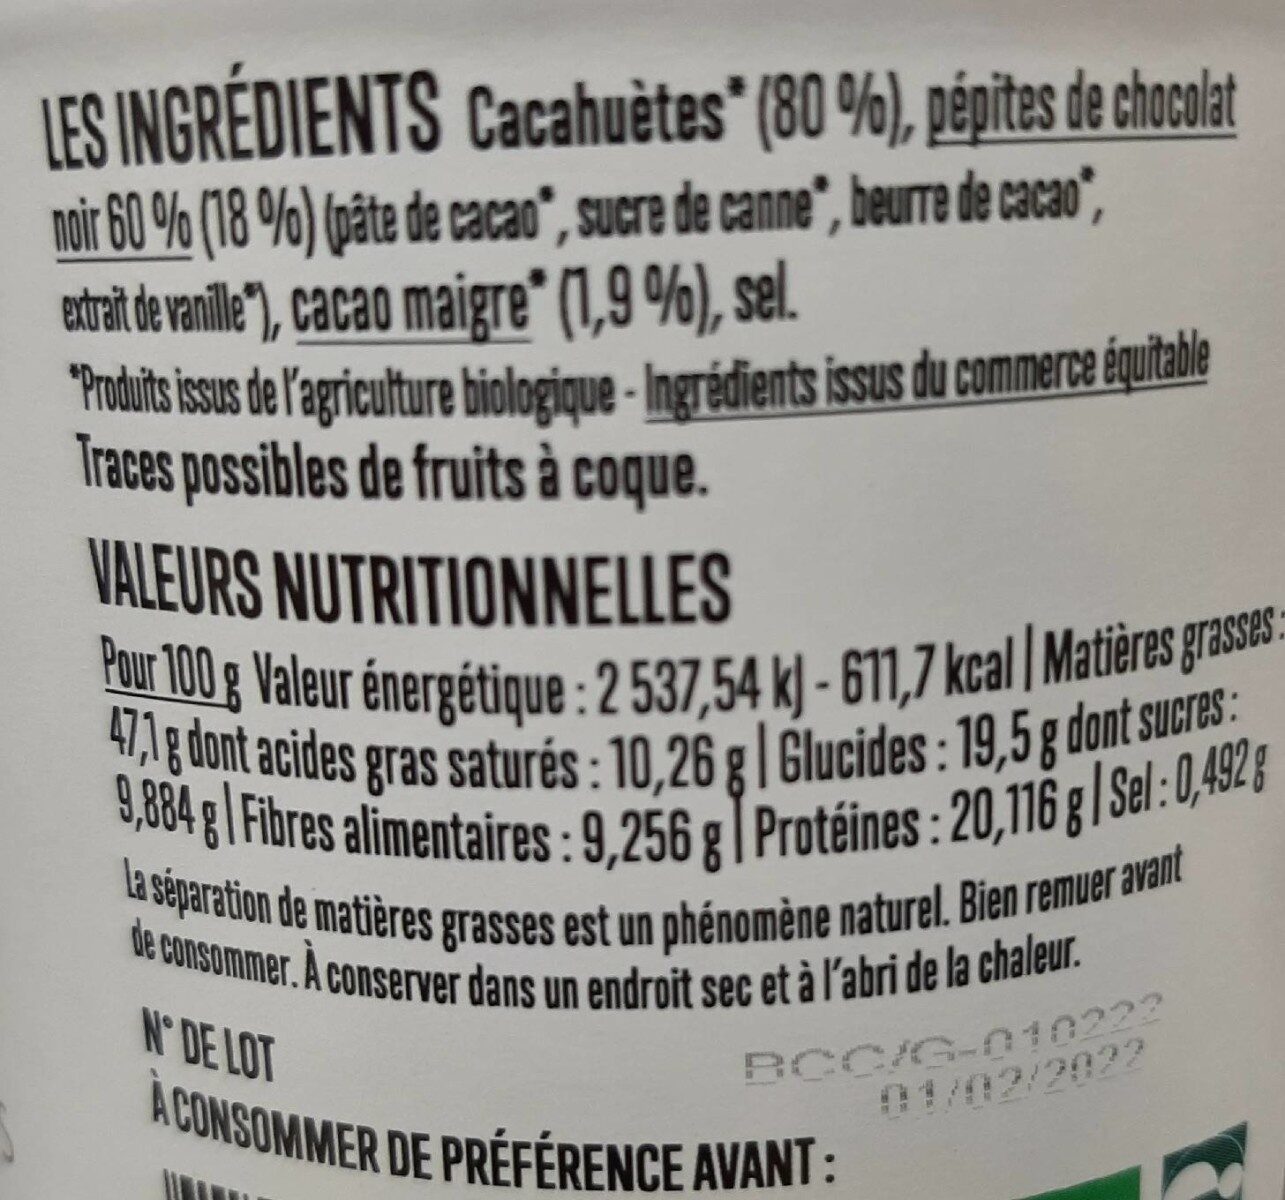 LES INGRÉDIENTS Cacahuètes* (80 %), pépites de chocolat
noir 60 % (18 %) (pâte de cacao*, sucre de canne*, beurre de cacao*,
extrait de vanille*), cacao maigre* (1,9 %), sel.
*Produits issus de l'agriculture biologique - Ingrédients issus du commerce équitable
Traces possibles de fruits à coque.
VALEURS NUTRITIONNELLES
Pour 100 g Valeur énergétique : 2 537,54 kJ - 611,7 kcal | Matières grasses :
47,1 g dont acides gras saturés : 10,26 g | Glucides : 19,5 g dont sucres :
9,884 g | Fibres alimentaires : 9,256 g | Protéines : 20,116 g | Sel : 0,492 g
La séparation de matières grasses est un phénomène naturel. Bien remuer avant
de consommer. À conserver dans un endroit sec et à l'abri de la chaleur.
N° DE LOT BCC/G-010222
À CONSOMMER DE PRÉFÉRENCE AVANT : 01/02/2022